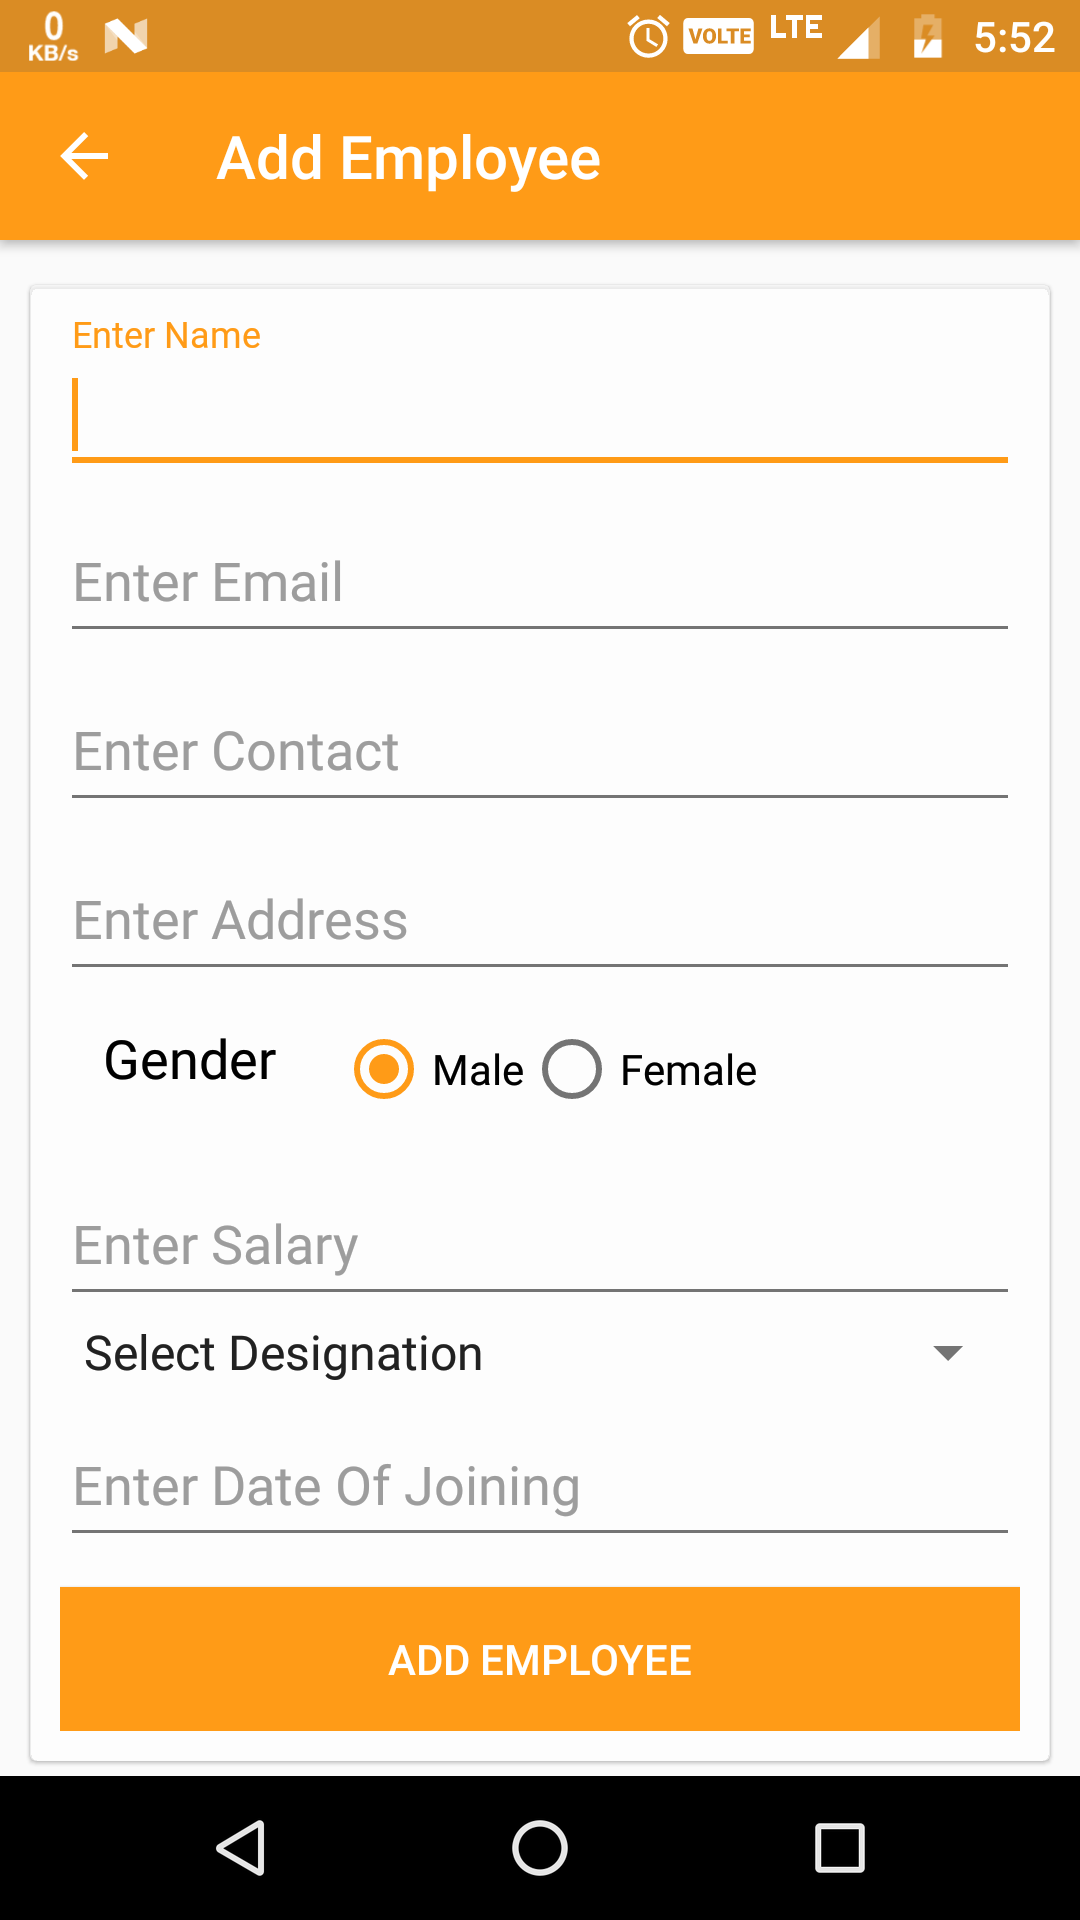 0
KB/s
VOLTE LTE 5:52
Add Employee
Enter Name
Enter Email
Enter Contact
Enter Address
Gender Male Female
Enter Salary
Select Designation
Enter Date Of Joining
ADD EMPLOYEE